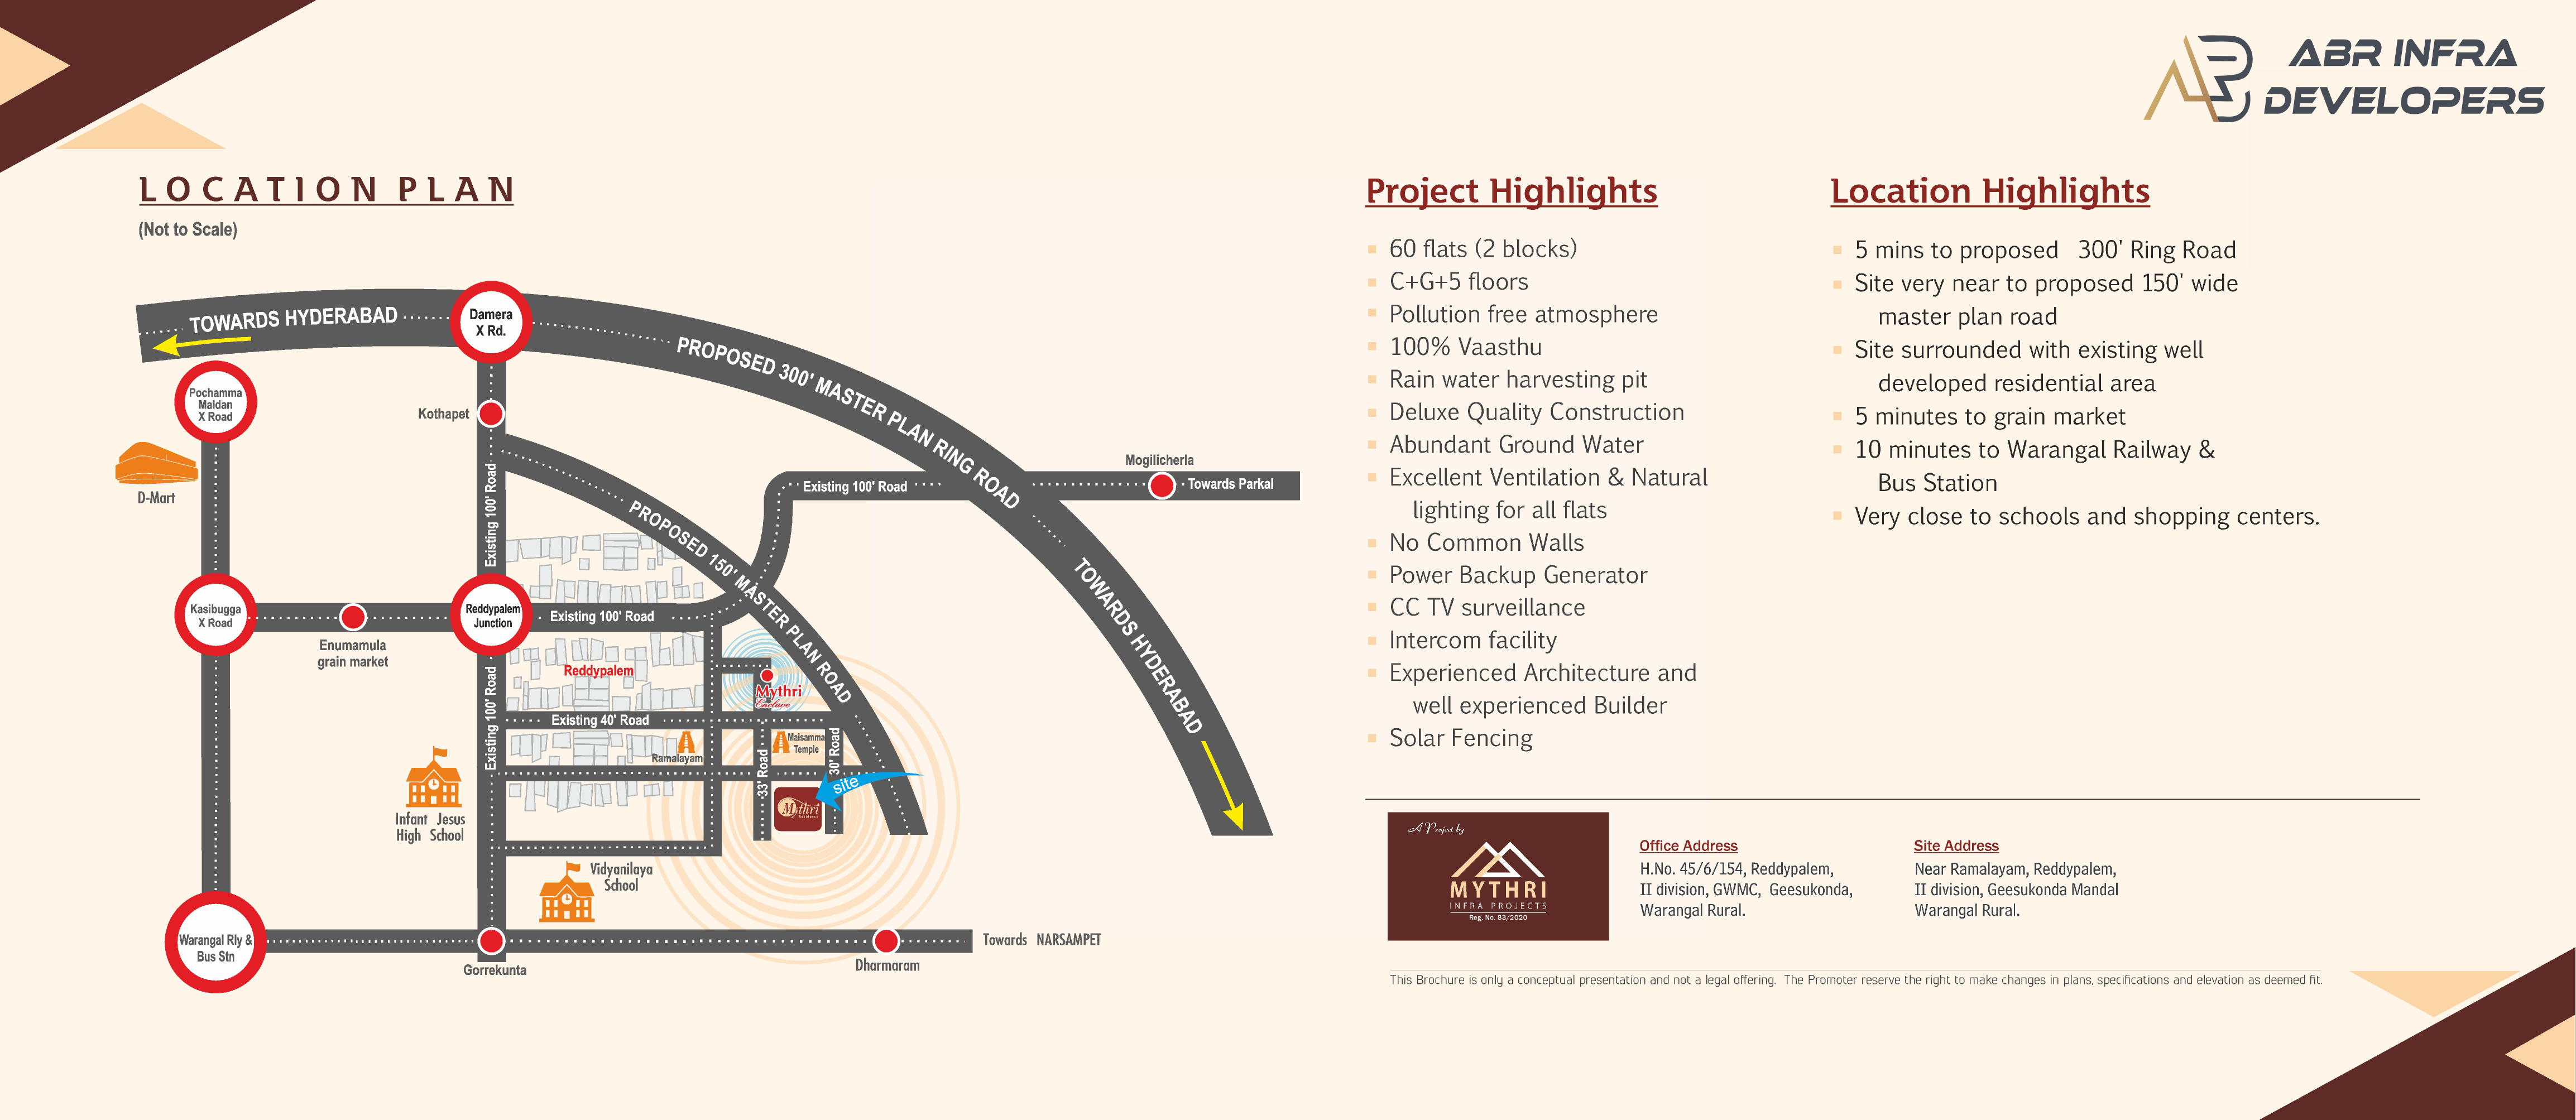 ABR INFRA
DEVELOPERS
LOCATION PLAN
(Not to Scale)
TOWARDS HYDERABAD
Damera
X Rd.
PROPOSED 300' MASTER PLAN RING ROAD
TOWARDS HYDERABAD
Pochamma
Maidan
X Road
D-Mart
Kothapet
Existing 100' Road
PROPOSED 150' MASTER PLAN ROAD
Existing 100' Road
Mogilicherla
Towards Parkal
Kasibugga
X Road
Enumamula
grain market
Reddypalem
Junction
Existing 100' Road
Reddypalem
Mythri
Enclave
Existing 100' Road
Existing 40' Road
Ramalayam
Maisamma
Temple
33' Road
30' Road
site
Mythri
Residency
Infant Jesus
High School
Vidyanilaya
School
Warangal Rly &
Bus Stn
Gorrekunta
Dharmaram
Towards NARSAMPET
Project Highlights
60 flats (2 blocks)
C+G+5 floors
Pollution free atmosphere
100% Vaasthu
Rain water harvesting pit
Deluxe Quality Construction
Abundant Ground Water
Excellent Ventilation & Natural
lighting for all flats
No Common Walls
Power Backup Generator
CC TV surveillance
Intercom facility
Experienced Architecture and
well experienced Builder
Solar Fencing
Location Highlights
5 mins to proposed 300' Ring Road
Site very near to proposed 150' wide
master plan road
Site surrounded with existing well
developed residential area
5 minutes to grain market
10 minutes to Warangal Railway &
Bus Station
Very close to schools and shopping centers.
A Project by
MYTHRI
INFRA PROJECTS
Reg. No. 83/2020
Office Address
H.No. 45/6/154, Reddypalem,
II division, GWMC, Geesukonda,
Warangal Rural.
Site Address
Near Ramalayam, Reddypalem,
II division, Geesukonda Mandal
Warangal Rural.
This Brochure is only a conceptual presentation and not a legal offering. The Promoter reserve the right to make changes in plans, specifications and elevation as deemed fit.